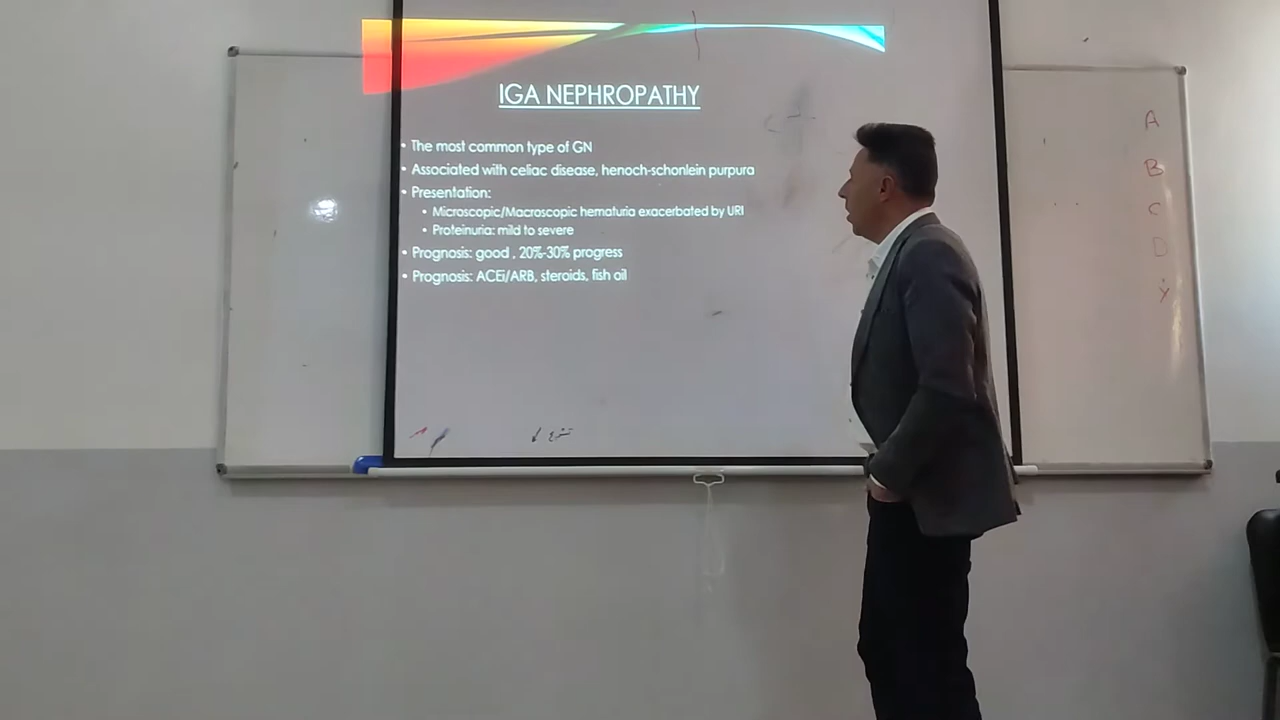 IGA NEPHROPATHY
• The most common type of GN
• Associated with celiac disease, henoch-schonlein purpura
• Presentation:
• Microscopic/Macroscopic hematuria exacerbated by URI
• Proteinuria: mild to severe
• Prognosis: good , 20%-30% progress
• Prognosis: ACEi/ARB, steroids, fish oil
A
B
C
D